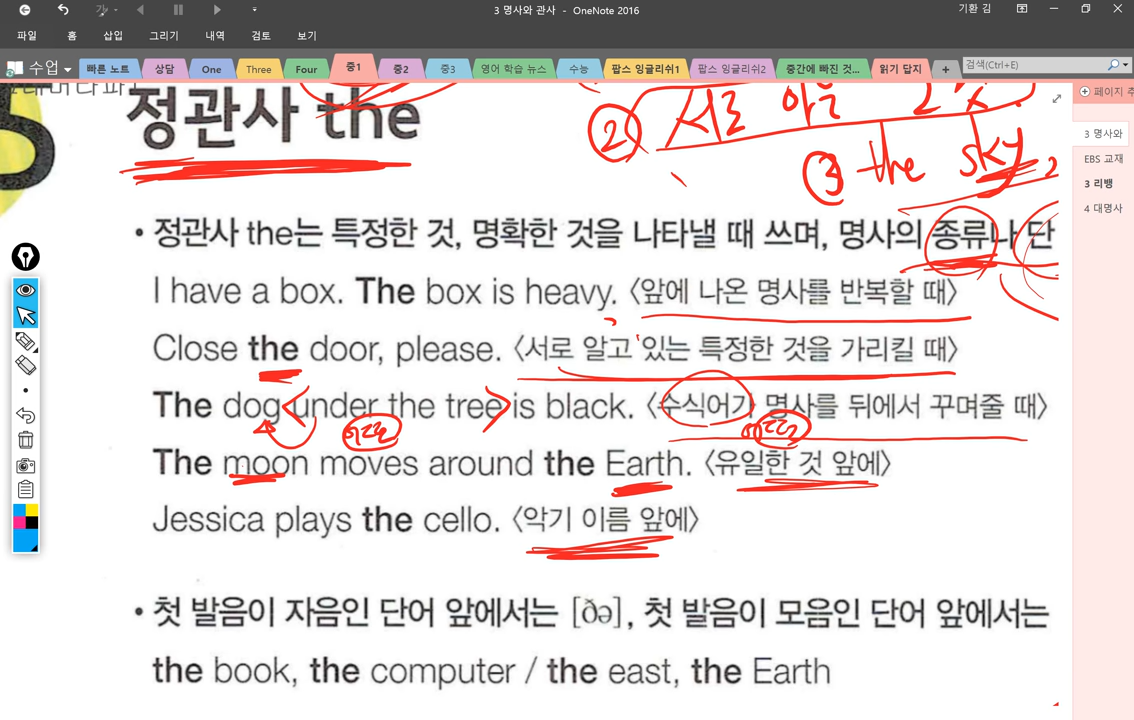 3 명사와 관사 - OneNote 2016
기환 김
파일 홈 삽입 그리기 내역 검토 보기
수업 빠른 노트 상담 One Three Four 중1 중2 중3 영어 학습 뉴스 수능 팝스 잉글리쉬1 팝스 잉글리쉬2 중간에 빠진 것... 읽기 답지 + 검색(Ctrl+E)
페이지 추
3 명사와
EBS 교재
3 리뱅
4 대명사
정관사 the
② 서로 아는
③ the sky
• 정관사 the는 특정한 것, 명확한 것을 나타낼 때 쓰며, 명사의 종류나 단
I have a box. The box is heavy. 〈앞에 나온 명사를 반복할 때〉
Close the door, please. 〈서로 알고 있는 특정한 것을 가리킬 때〉
The dog under the tree is black. 〈수식어가 명사를 뒤에서 꾸며줄 때〉
The moon moves around the Earth. 〈유일한 것 앞에〉
Jessica plays the cello. 〈악기 이름 앞에〉
• 첫 발음이 자음인 단어 앞에서는 [ðə], 첫 발음이 모음인 단어 앞에서는
the book, the computer / the east, the Earth